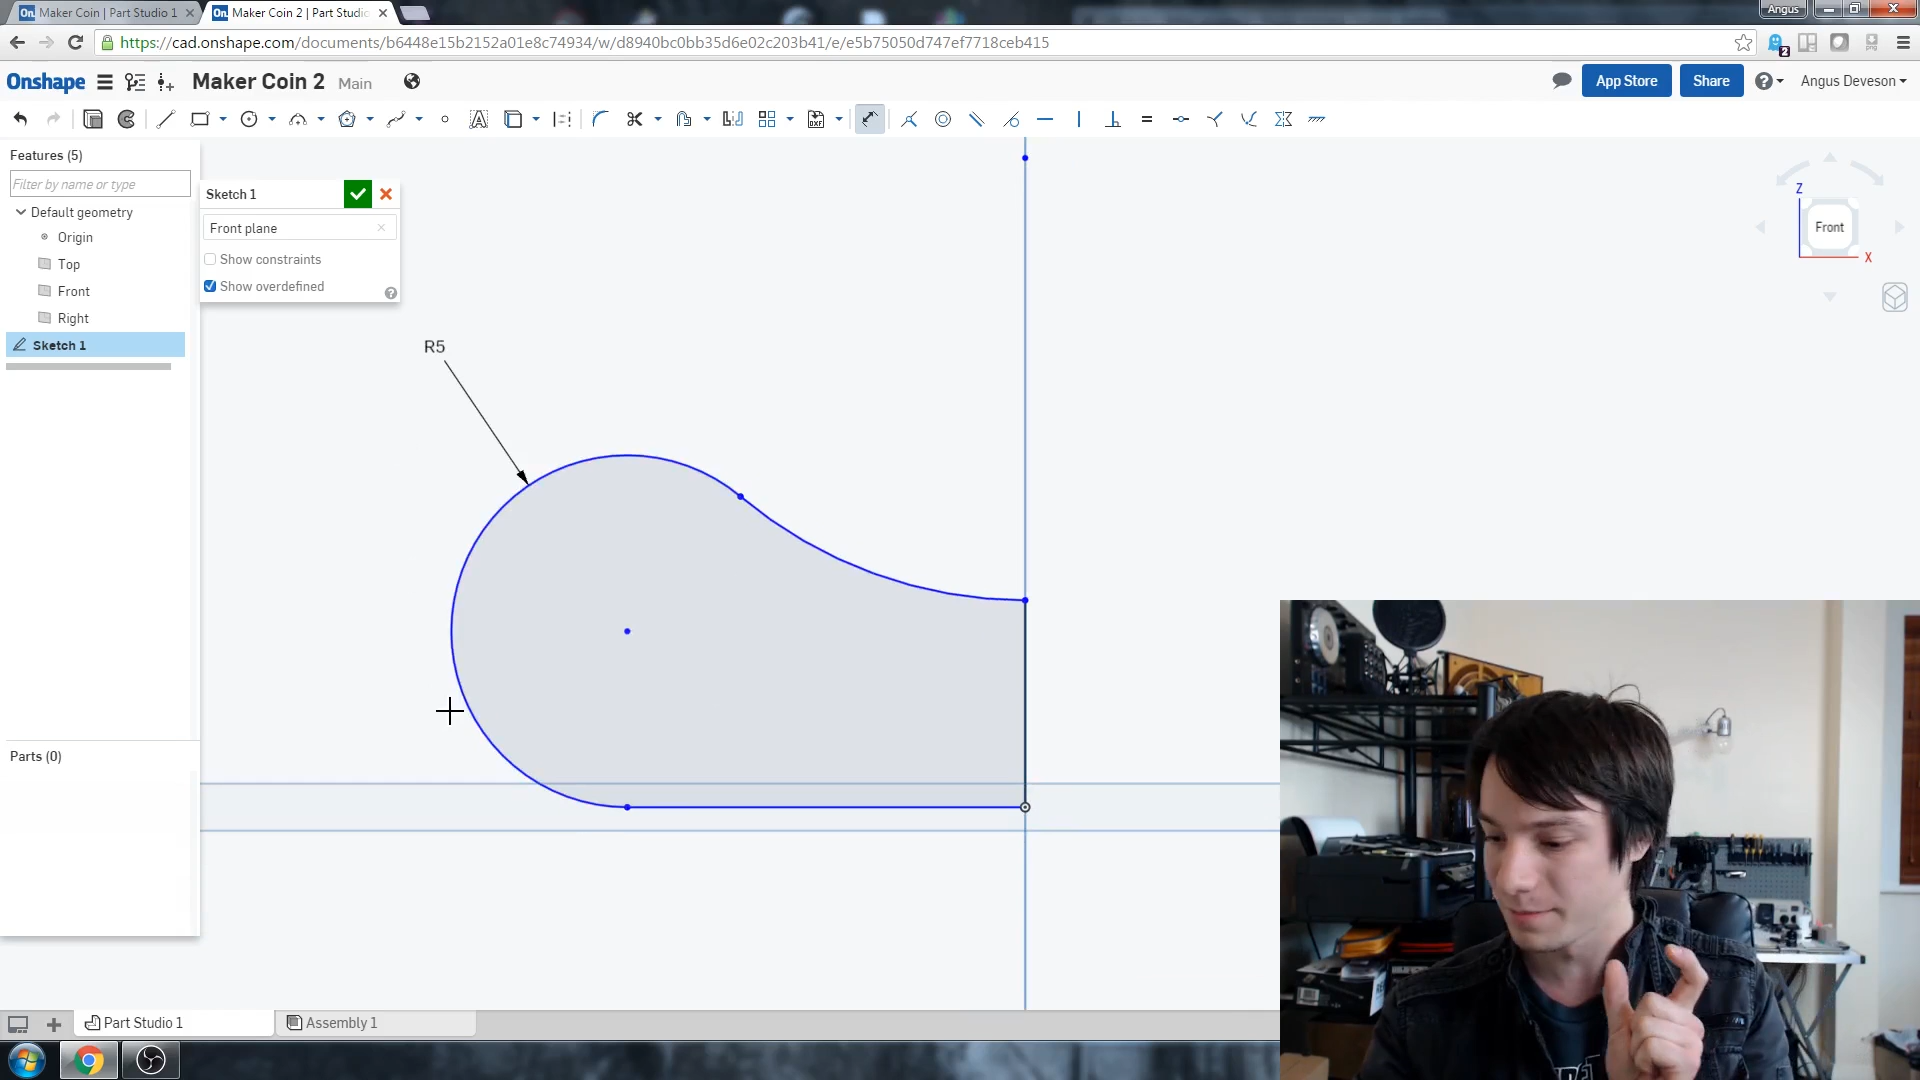 Maker Coin | Part Studio 1
Maker Coin 2 | Part Studio
Angus
https://cad.onshape.com/documents/b6448e15b2152a01e8c74934/w/d8940bc0bb35d6e02c203b41/e/e5b75050d747ef7718ceb415
2
Onshape
Maker Coin 2
Main
App Store
Share
Angus Deveson
Features (5)
Filter by name or type
Default geometry
Origin
Top
Front
Right
Sketch 1
Sketch 1
Front plane
Show constraints
Show overdefined
R5
Z
Front
X
Parts (0)
Part Studio 1
Assembly 1